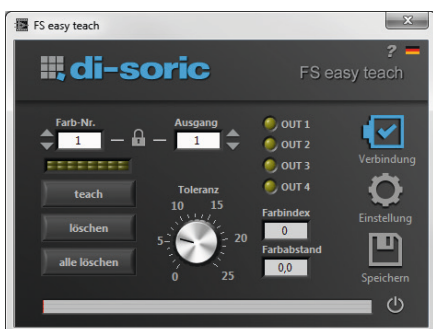 FS easy teach
?
di-soric
FS easy teach
Farb-Nr.
Ausgang
1
1
OUT 1
OUT 2
OUT 3
OUT 4
Verbindung
teach
löschen
alle löschen
Toleranz
0
5
10
15
20
25
Farbindex
0
Farbabstand
0,0
Einstellung
Speichern